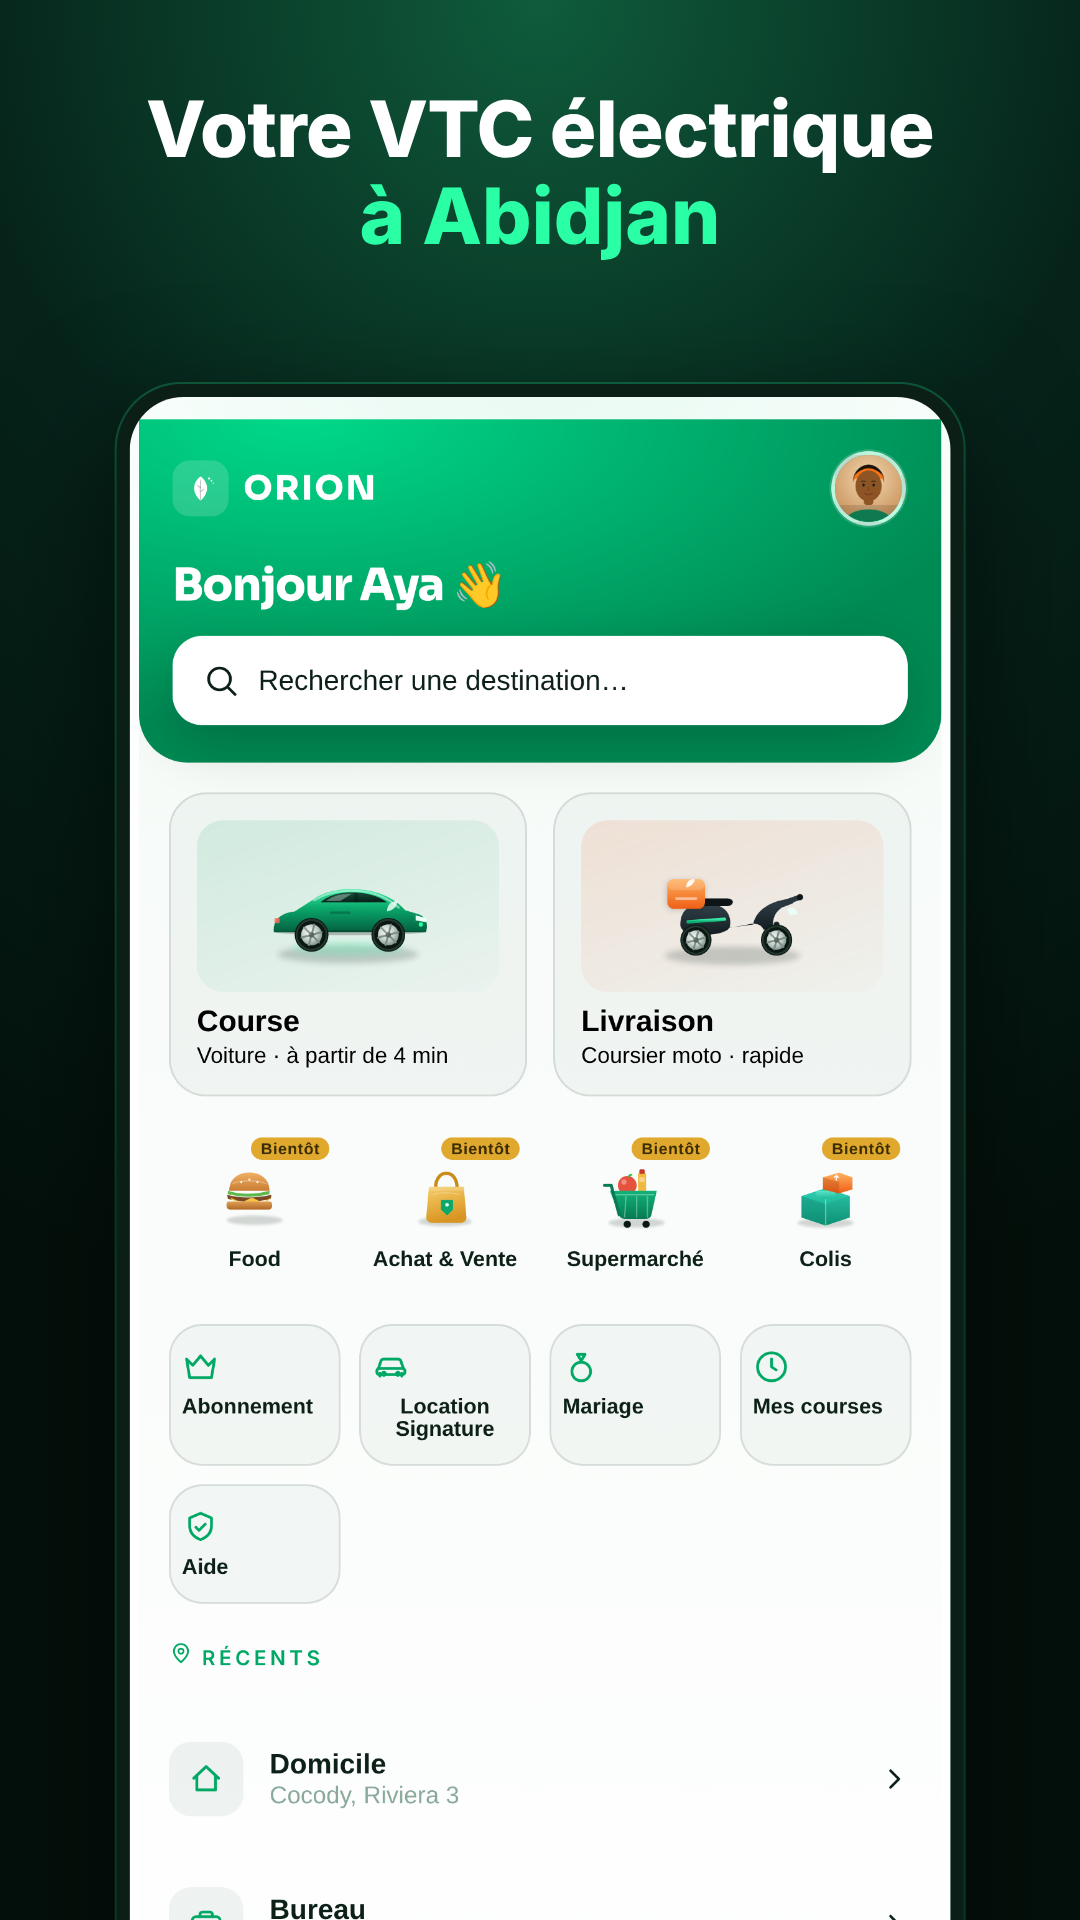 Votre VTC électrique
à Abidjan
ORION
Bonjour Aya 👋
Rechercher une destination…
Course
Voiture · à partir de 4 min
Livraison
Coursier moto · rapide
Bientôt
Bientôt
Bientôt
Bientôt
Food
Achat & Vente
Supermarché
Colis
Abonnement
Location
Signature
Mariage
Mes courses
Aide
RÉCENTS
Domicile
Cocody, Riviera 3
Bureau